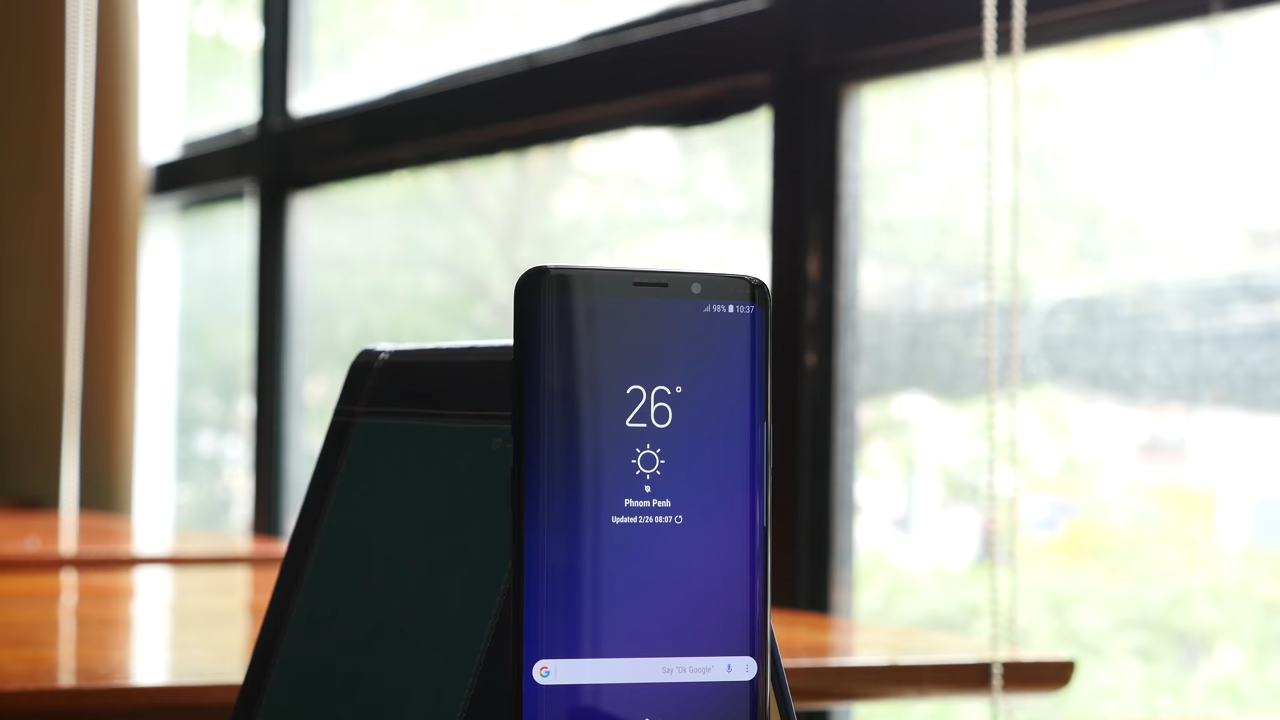 98% 10:37
26°
Phnom Penh
Updated 2/26 08:07
G Say "Ok Google"